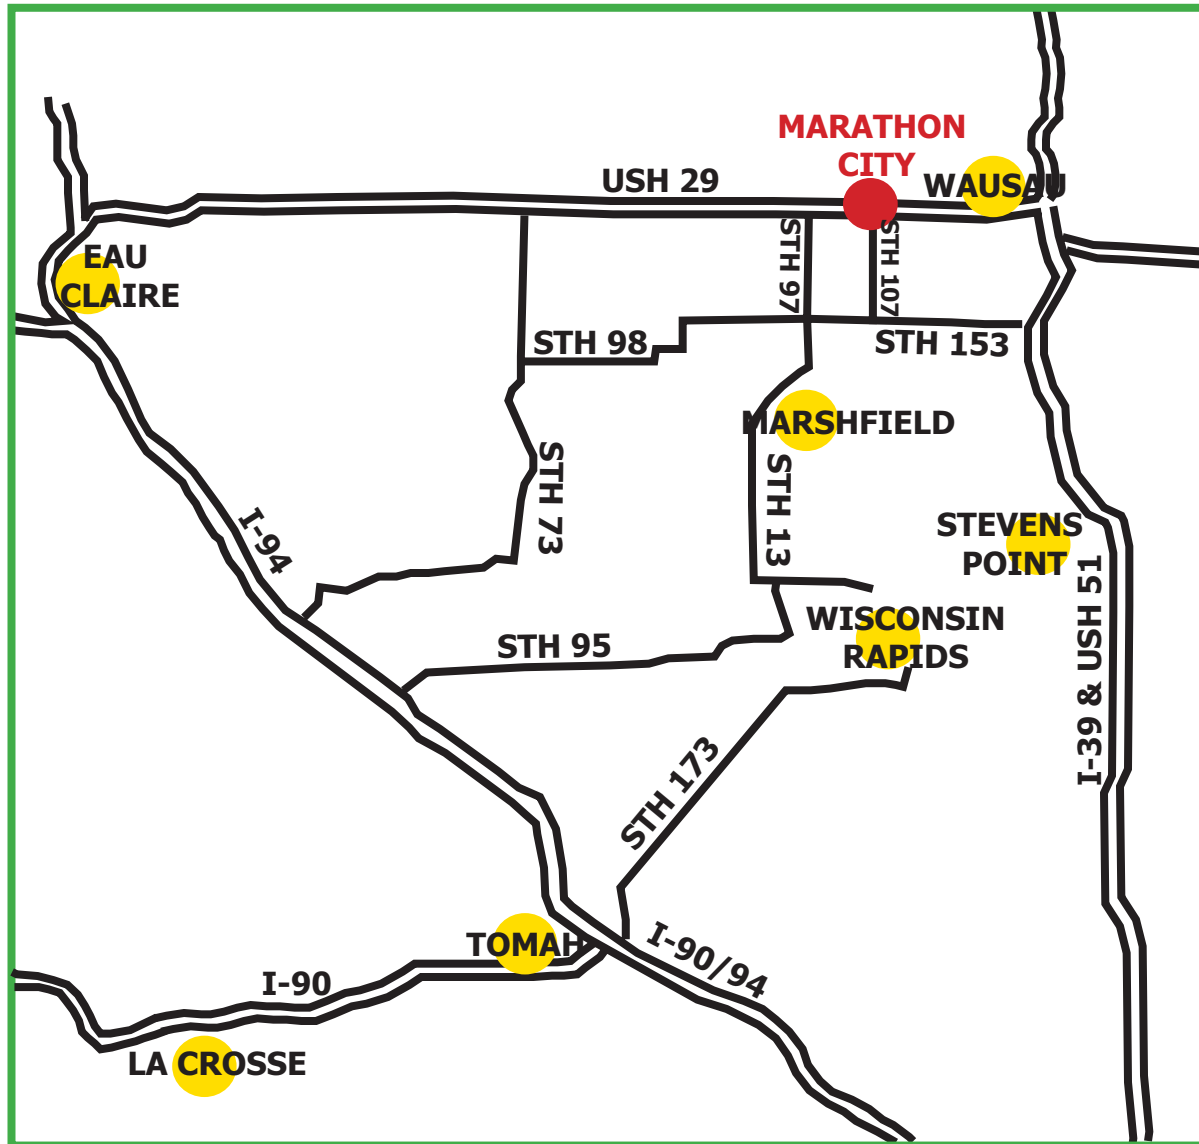 MARATHON
CITY
USH 29
WAUSAU
EAU
CLAIRE
STH 97
STH 107
STH 98
STH 153
MARSHFIELD
STH 73
STH 13
I-94
STEVENS
POINT
I-39 & USH 51
WISCONSIN
RAPIDS
STH 95
STH 173
TOMAH
I-90/94
I-90
LA CROSSE